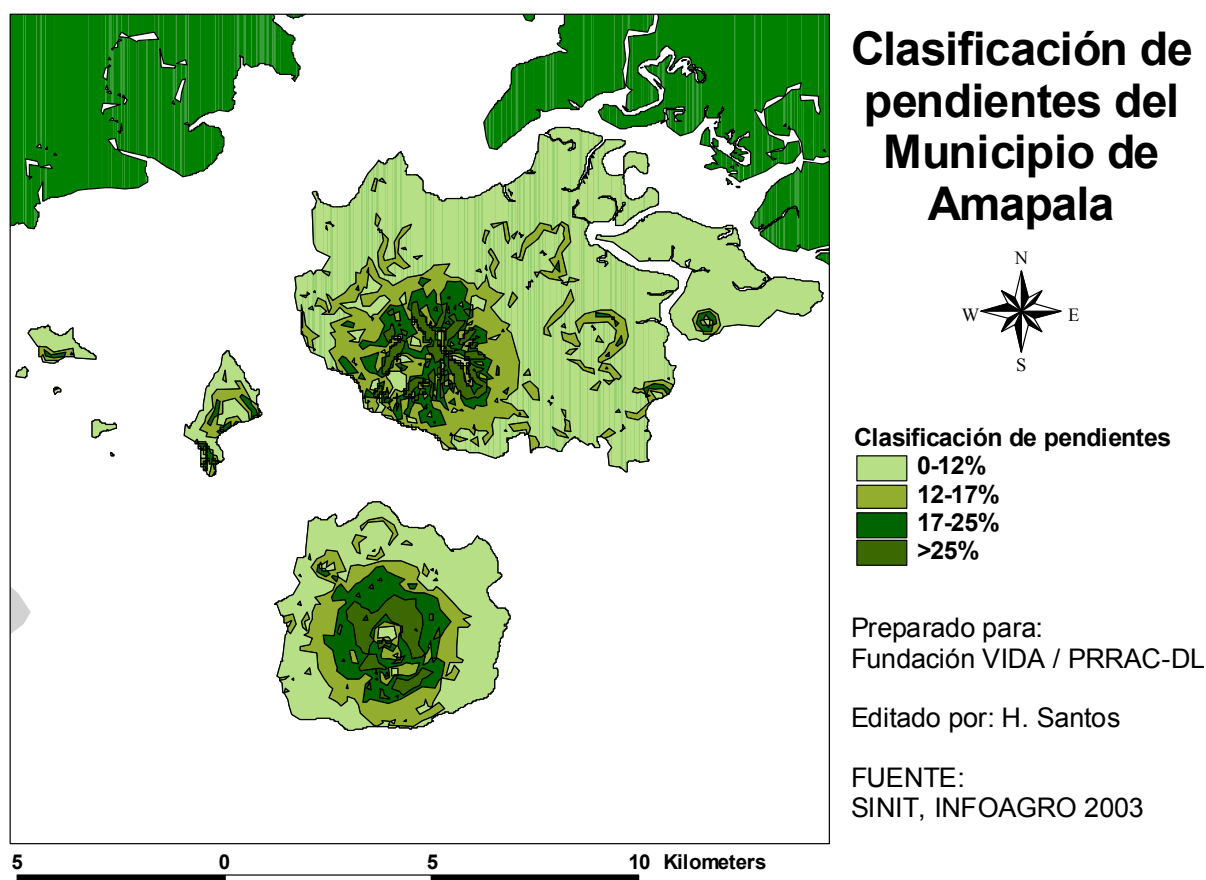 Clasificación de
pendientes del
Municipio de
Amapala
N
W
E
S
Clasificación de pendientes
0-12%
12-17%
17-25%
>25%
Preparado para:
Fundación VIDA / PRRAC-DL
Editado por: H. Santos
FUENTE:
SINIT, INFOAGRO 2003
5 0 5 10 Kilometers